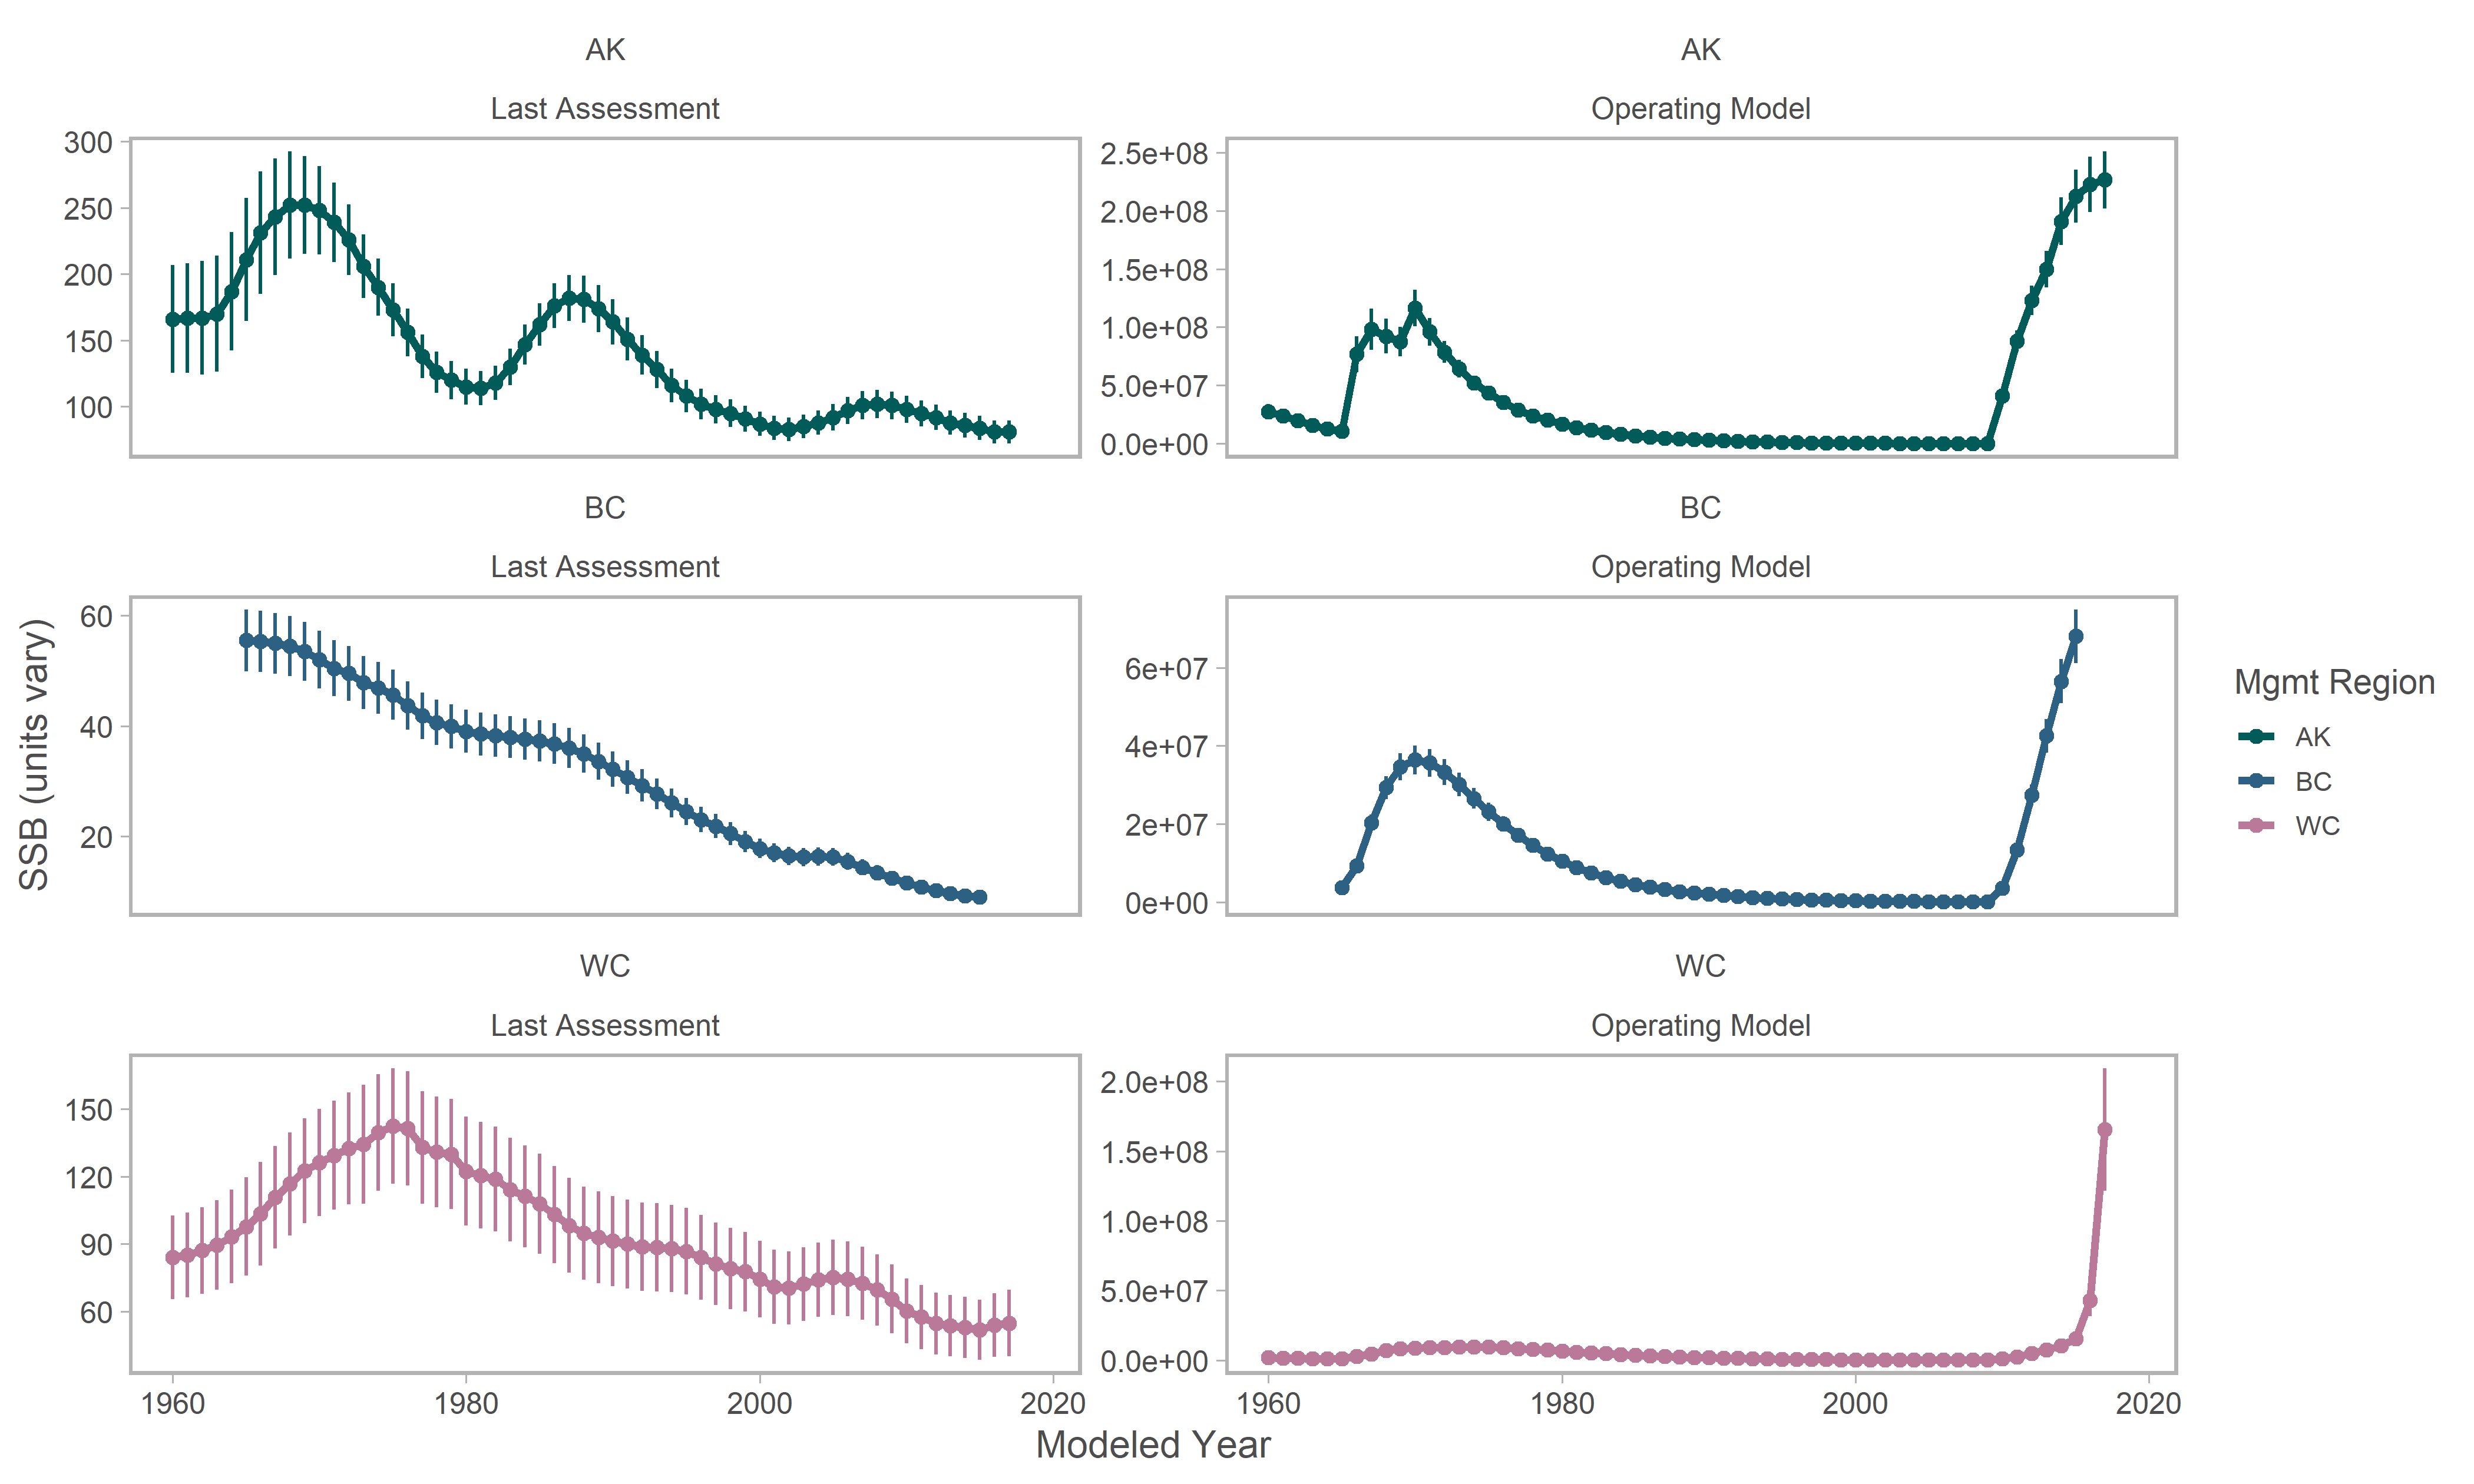 AK
Last Assessment
300
250
200
150
100
AK
Operating Model
2.5e+08
2.0e+08
1.5e+08
1.0e+08
5.0e+07
0.0e+00
BC
Last Assessment
60
40
20
BC
Operating Model
6e+07
4e+07
2e+07
0e+00
WC
Last Assessment
150
120
90
60
1960 1980 2000 2020
WC
Operating Model
2.0e+08
1.5e+08
1.0e+08
5.0e+07
0.0e+00
1960 1980 2000 2020
SSB (units vary)
Modeled Year
Mgmt Region
AK
BC
WC